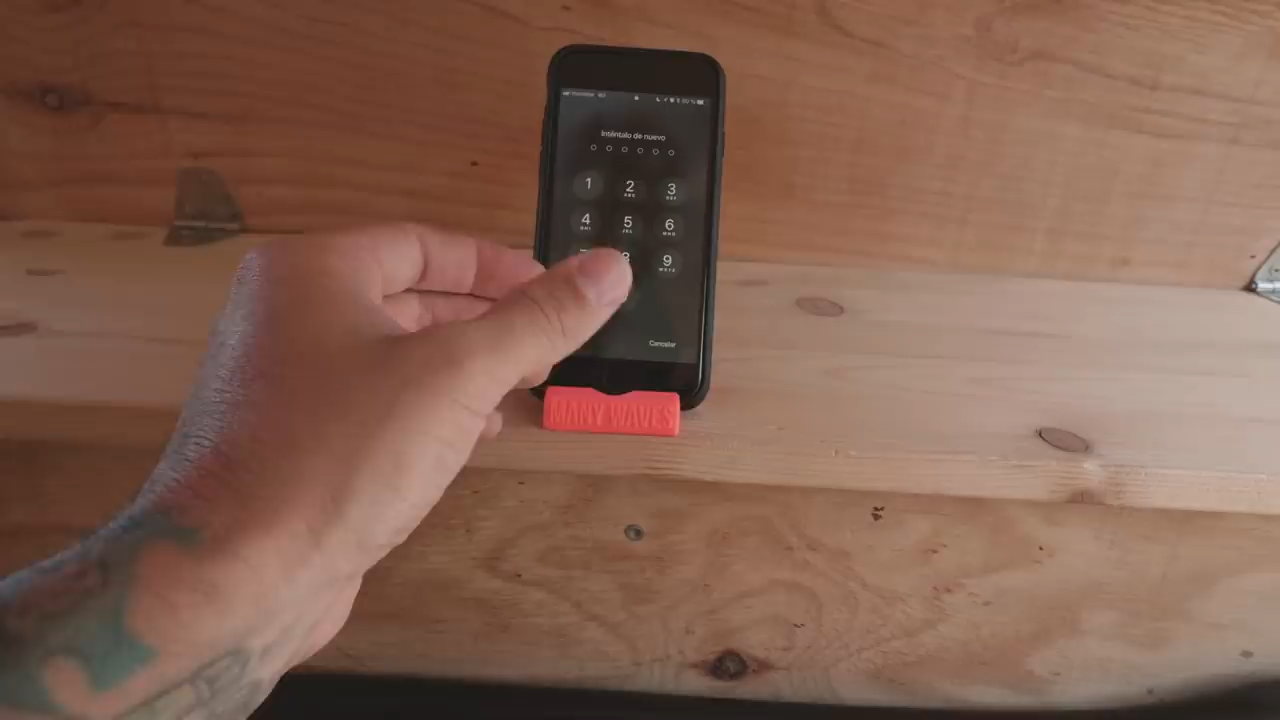 Inténtalo de nuevo
1 2 3
ABC DEF
4 5 6
GHI JKL MNO
8 9
WXYZ
Cancelar
MANY WAVES